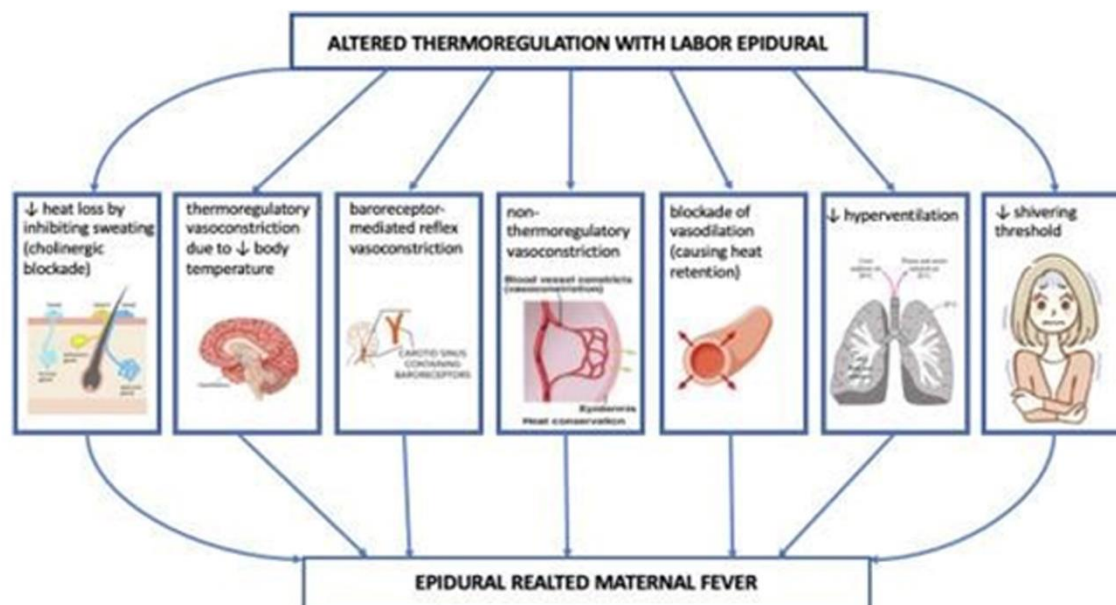 ALTERED THERMOREGULATION WITH LABOR EPIDURAL
↓ heat loss by
inhibiting sweating
(cholinergic
blockade)
thermoregulatory
vasoconstriction
due to ↓ body
temperature
baroreceptor-
mediated reflex
vasoconstriction
CAROTID SINUS
CONTAINING
BARORECEPTORS
non-
thermoregulatory
vasoconstriction
Blood vessel constricts
(vasoconstriction)
Epidermis
Heat conservation
blockade of
vasodilation
(causing heat
retention)
↓ hyperventilation
↓ shivering
threshold
EPIDURAL REALTED MATERNAL FEVER